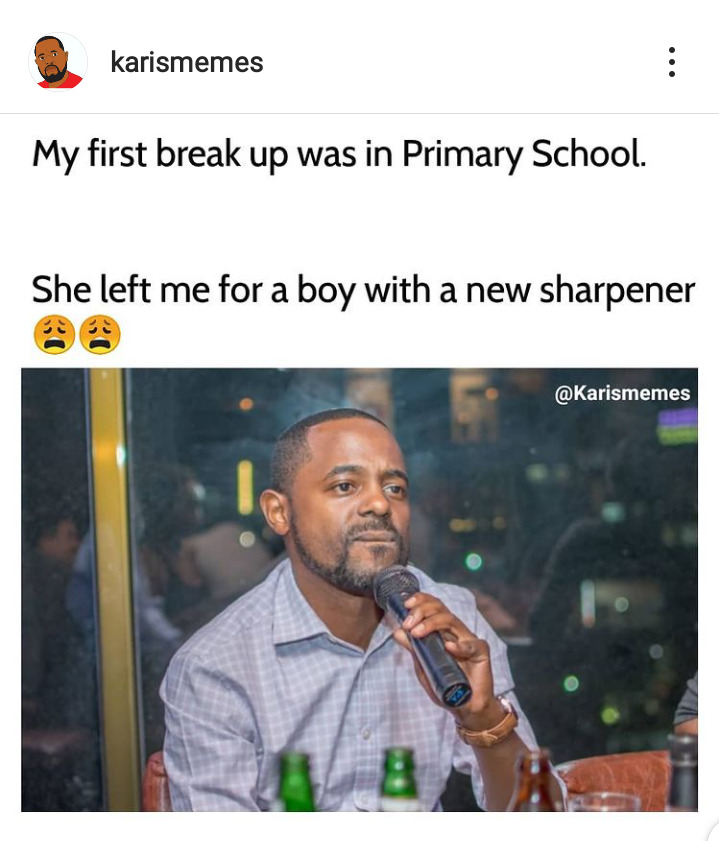 karismemes
My first break up was in Primary School.
She left me for a boy with a new sharpener
😩😩
@Karismemes